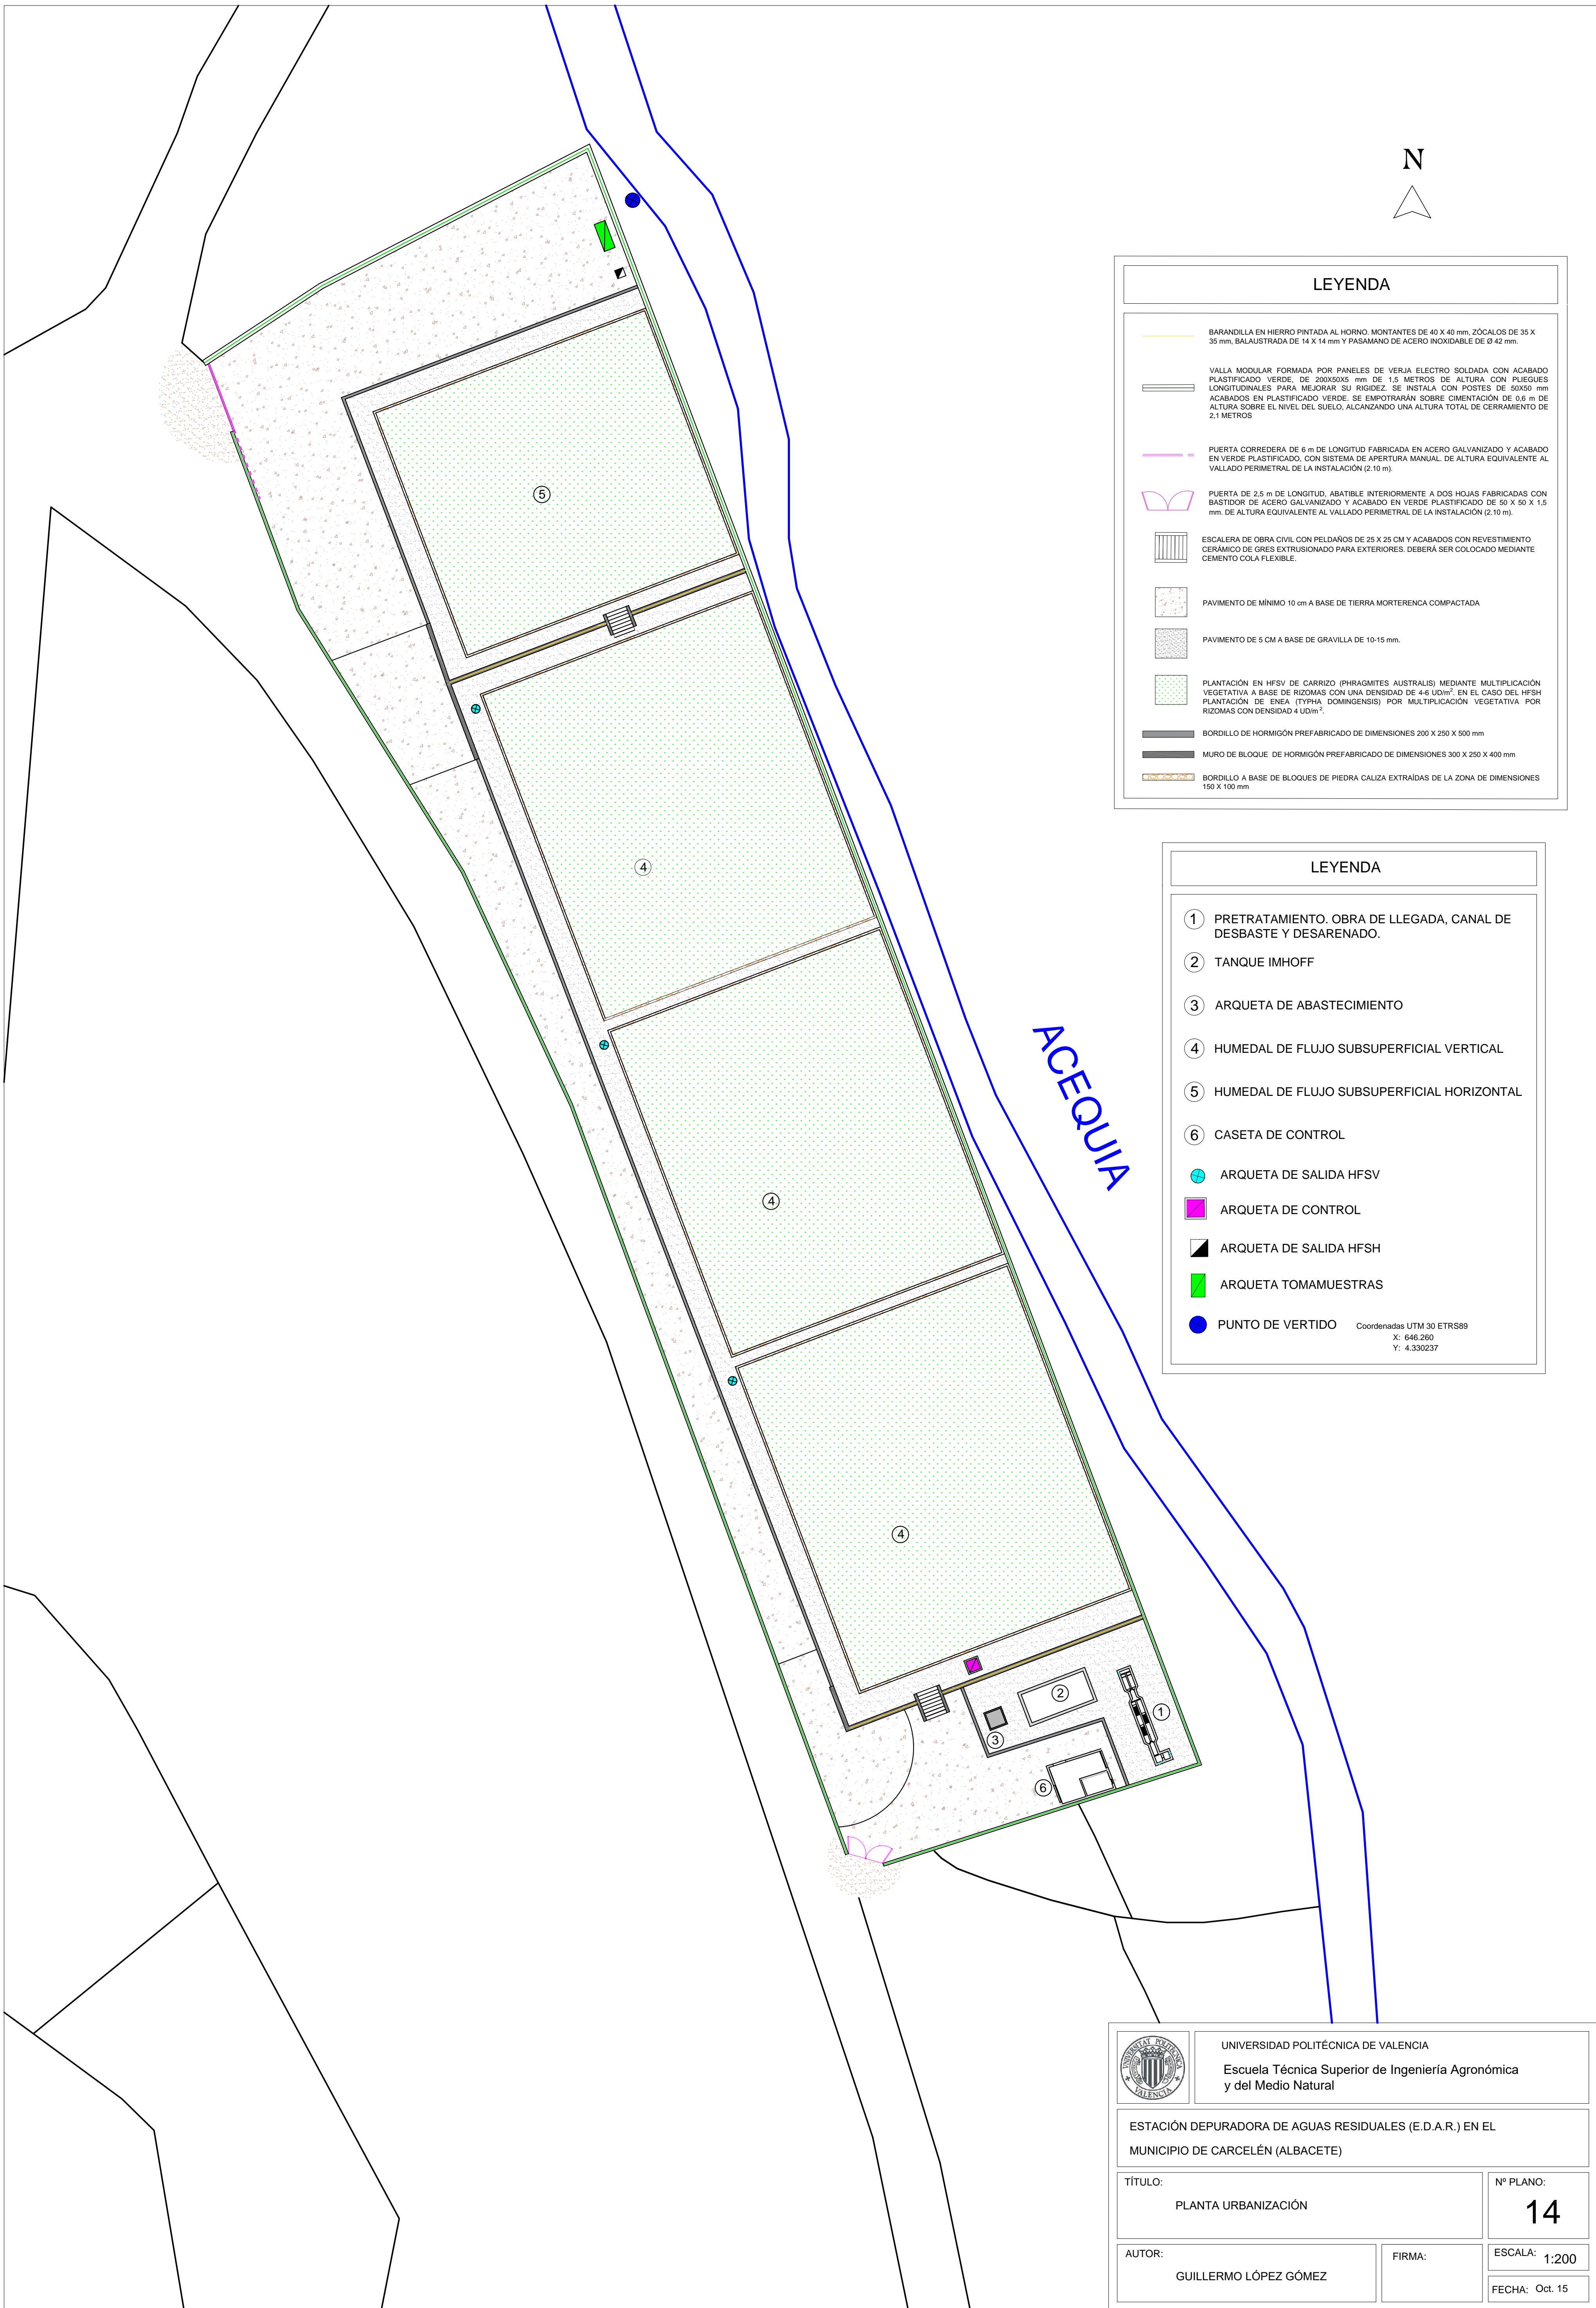 N
LEYENDA
BARANDILLA EN HIERRO PINTADA AL HORNO. MONTANTES DE 40 X 40 mm, ZÓCALOS DE 35 X
35 mm, BALAUSTRADA DE 14 X 14 mm Y PASAMANO DE ACERO INOXIDABLE DE Ø 42 mm.
VALLA MODULAR FORMADA POR PANELES DE VERJA ELECTRO SOLDADA CON ACABADO
PLASTIFICADO VERDE, DE 200X50X5 mm DE 1,5 METROS DE ALTURA CON PLIEGUES
LONGITUDINALES PARA MEJORAR SU RIGIDEZ. SE INSTALA CON POSTES DE 50X50 mm
ACABADOS EN PLASTIFICADO VERDE. SE EMPOTRARÁN SOBRE CIMENTACIÓN DE 0,6 m DE
ALTURA SOBRE EL NIVEL DEL SUELO, ALCANZANDO UNA ALTURA TOTAL DE CERRAMIENTO DE
2,1 METROS
PUERTA CORREDERA DE 6 m DE LONGITUD FABRICADA EN ACERO GALVANIZADO Y ACABADO
EN VERDE PLASTIFICADO, CON SISTEMA DE APERTURA MANUAL. DE ALTURA EQUIVALENTE AL
VALLADO PERIMETRAL DE LA INSTALACIÓN (2.10 m).
PUERTA DE 2,5 m DE LONGITUD, ABATIBLE INTERIORMENTE A DOS HOJAS FABRICADAS CON
BASTIDOR DE ACERO GALVANIZADO Y ACABADO EN VERDE PLASTIFICADO DE 50 X 50 X 1,5
mm. DE ALTURA EQUIVALENTE AL VALLADO PERIMETRAL DE LA INSTALACIÓN (2.10 m).
ESCALERA DE OBRA CIVIL CON PELDAÑOS DE 25 X 25 CM Y ACABADOS CON REVESTIMIENTO
CERÁMICO DE GRES EXTRUSIONADO PARA EXTERIORES. DEBERÁ SER COLOCADO MEDIANTE
CEMENTO COLA FLEXIBLE.
PAVIMENTO DE MÍNIMO 10 cm A BASE DE TIERRA MORTERENCA COMPACTADA
PAVIMENTO DE 5 CM A BASE DE GRAVILLA DE 10-15 mm.
PLANTACIÓN EN HFSV DE CARRIZO (PHRAGMITES AUSTRALIS) MEDIANTE MULTIPLICACIÓN
VEGETATIVA A BASE DE RIZOMAS CON UNA DENSIDAD DE 4-6 UD/m². EN EL CASO DEL HFSH
PLANTACIÓN DE ENEA (TYPHA DOMINGENSIS) POR MULTIPLICACIÓN VEGETATIVA POR
RIZOMAS CON DENSIDAD 4 UD/m².
BORDILLO DE HORMIGÓN PREFABRICADO DE DIMENSIONES 200 X 250 X 500 mm
MURO DE BLOQUE DE HORMIGÓN PREFABRICADO DE DIMENSIONES 300 X 250 X 400 mm
BORDILLO A BASE DE BLOQUES DE PIEDRA CALIZA EXTRAÍDAS DE LA ZONA DE DIMENSIONES
150 X 100 mm
LEYENDA
1 PRETRATAMIENTO. OBRA DE LLEGADA, CANAL DE
DESBASTE Y DESARENADO.
2 TANQUE IMHOFF
3 ARQUETA DE ABASTECIMIENTO
4 HUMEDAL DE FLUJO SUBSUPERFICIAL VERTICAL
5 HUMEDAL DE FLUJO SUBSUPERFICIAL HORIZONTAL
6 CASETA DE CONTROL
ARQUETA DE SALIDA HFSV
ARQUETA DE CONTROL
ARQUETA DE SALIDA HFSH
ARQUETA TOMAMUESTRAS
PUNTO DE VERTIDO Coordenadas UTM 30 ETRS89
X: 646.260
Y: 4.330237
5
4
4
4
ACEQUIA
2
1
3
6
UNIVERSITAT POLITÈCNICA
VALENCIA
UNIVERSIDAD POLITÉCNICA DE VALENCIA
Escuela Técnica Superior de Ingeniería Agronómica
y del Medio Natural
ESTACIÓN DEPURADORA DE AGUAS RESIDUALES (E.D.A.R.) EN EL
MUNICIPIO DE CARCELÉN (ALBACETE)
TÍTULO:
PLANTA URBANIZACIÓN
Nº PLANO:
14
AUTOR:
GUILLERMO LÓPEZ GÓMEZ
FIRMA:
ESCALA: 1:200
FECHA: Oct. 15